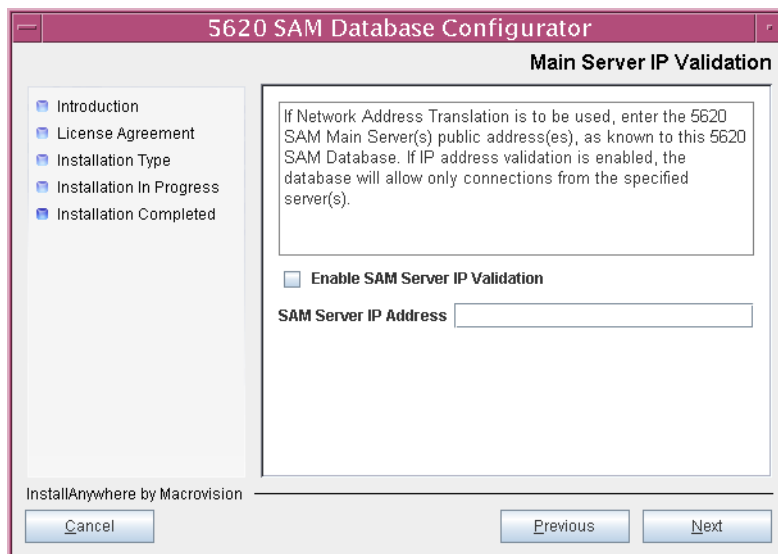 5620 SAM Database Configurator
Main Server IP Validation
Introduction
License Agreement
Installation Type
Installation In Progress
Installation Completed
If Network Address Translation is to be used, enter the 5620
SAM Main Server(s) public address(es), as known to this 5620
SAM Database. If IP address validation is enabled, the
database will allow only connections from the specified
server(s).
Enable SAM Server IP Validation
SAM Server IP Address
InstallAnywhere by Macrovision
Cancel
Previous
Next